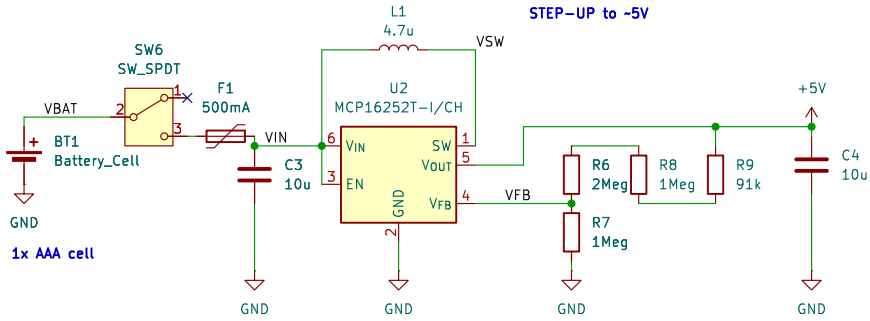 STEP-UP to ~5V
L1
4.7u
VSW
SW6
SW_SPDT
1
2
3
F1
500mA
U2
MCP16252T-I/CH
+5V
VBAT
BT1
Battery_Cell
+
GND
1x AAA cell
VIN
C3
10u
GND
6
VIN
3
EN
SW
1
VOUT
5
VFB
4
GND
2
GND
VFB
R6
2Meg
R8
1Meg
R9
91k
R7
1Meg
GND
C4
10u
GND